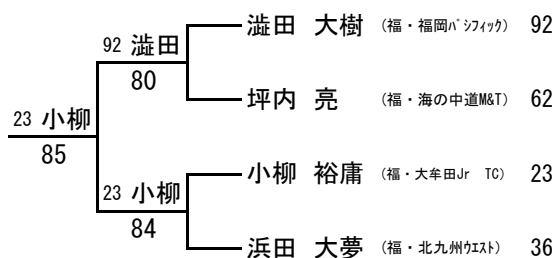 澁田 大樹 (福・福岡ﾊﾟｼﾌｨｯｸ) 92
92 澁田
80
坪内 亮 (福・海の中道M&T) 62
23 小柳
85
小柳 裕庸 (福・大牟田Jr TC) 23
23 小柳
84
浜田 大夢 (福・北九州ｳｴｽﾄ) 36